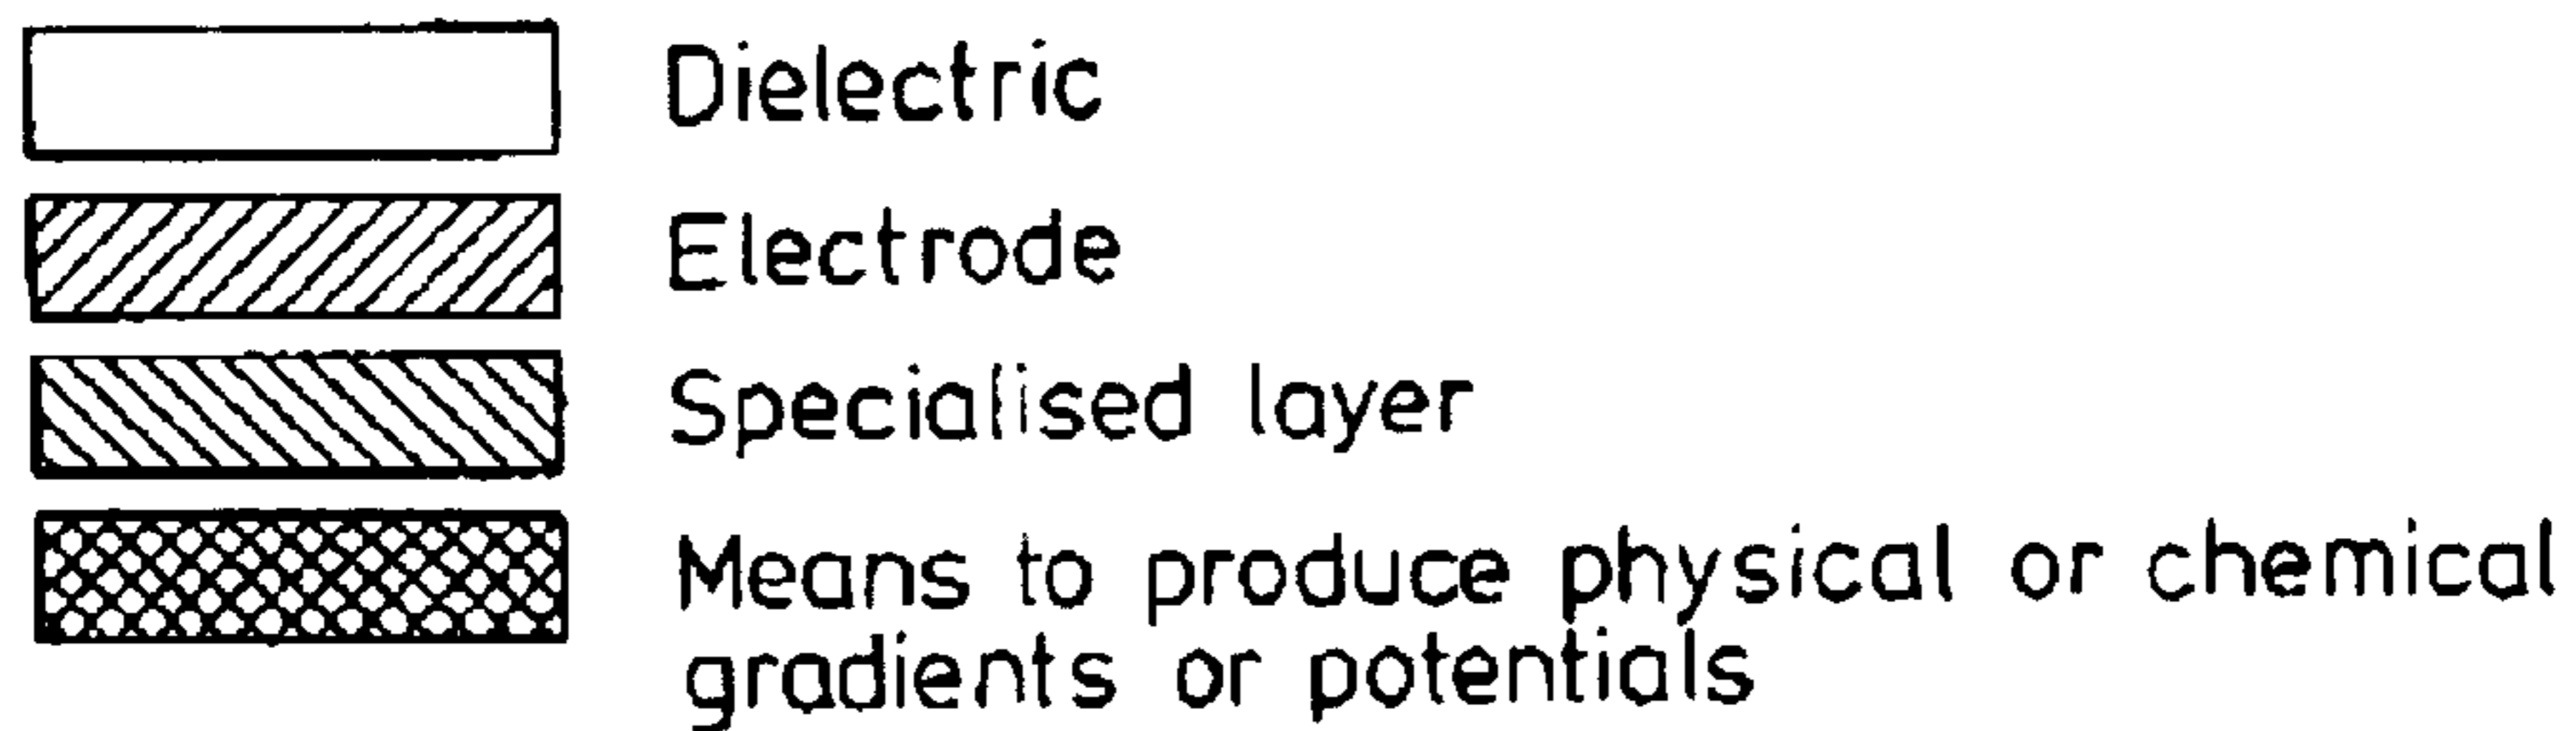 Dielectric
Electrode
Specialised layer
Means to produce physical or chemical
gradients or potentials